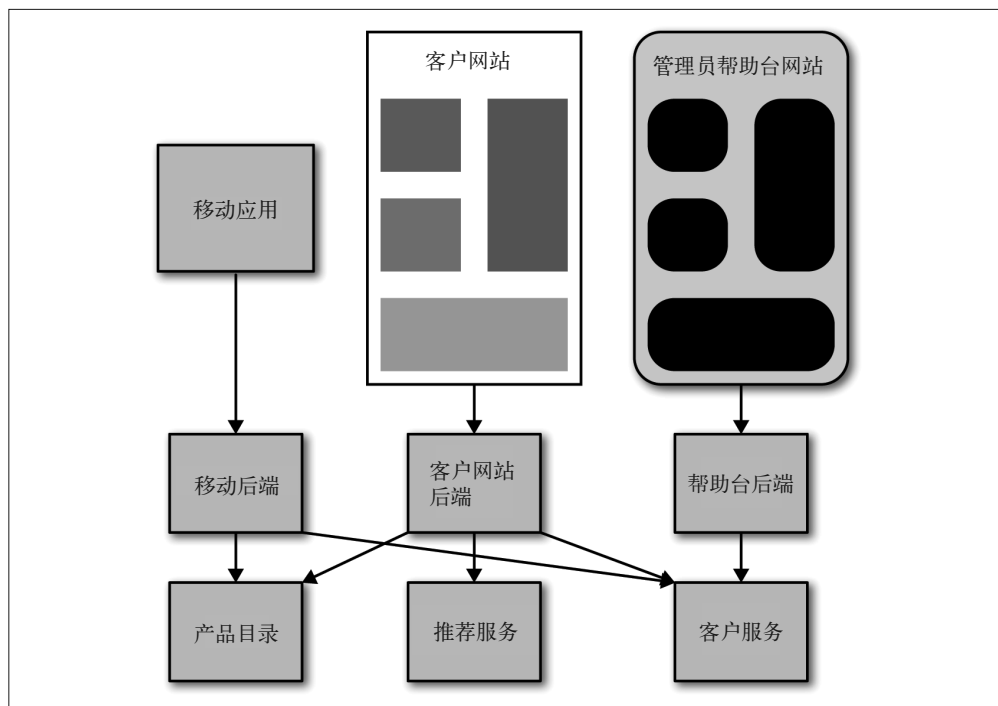 客户网站
管理员帮助台网站
移动应用
移动后端
客户网站
后端
帮助台后端
产品目录
推荐服务
客户服务